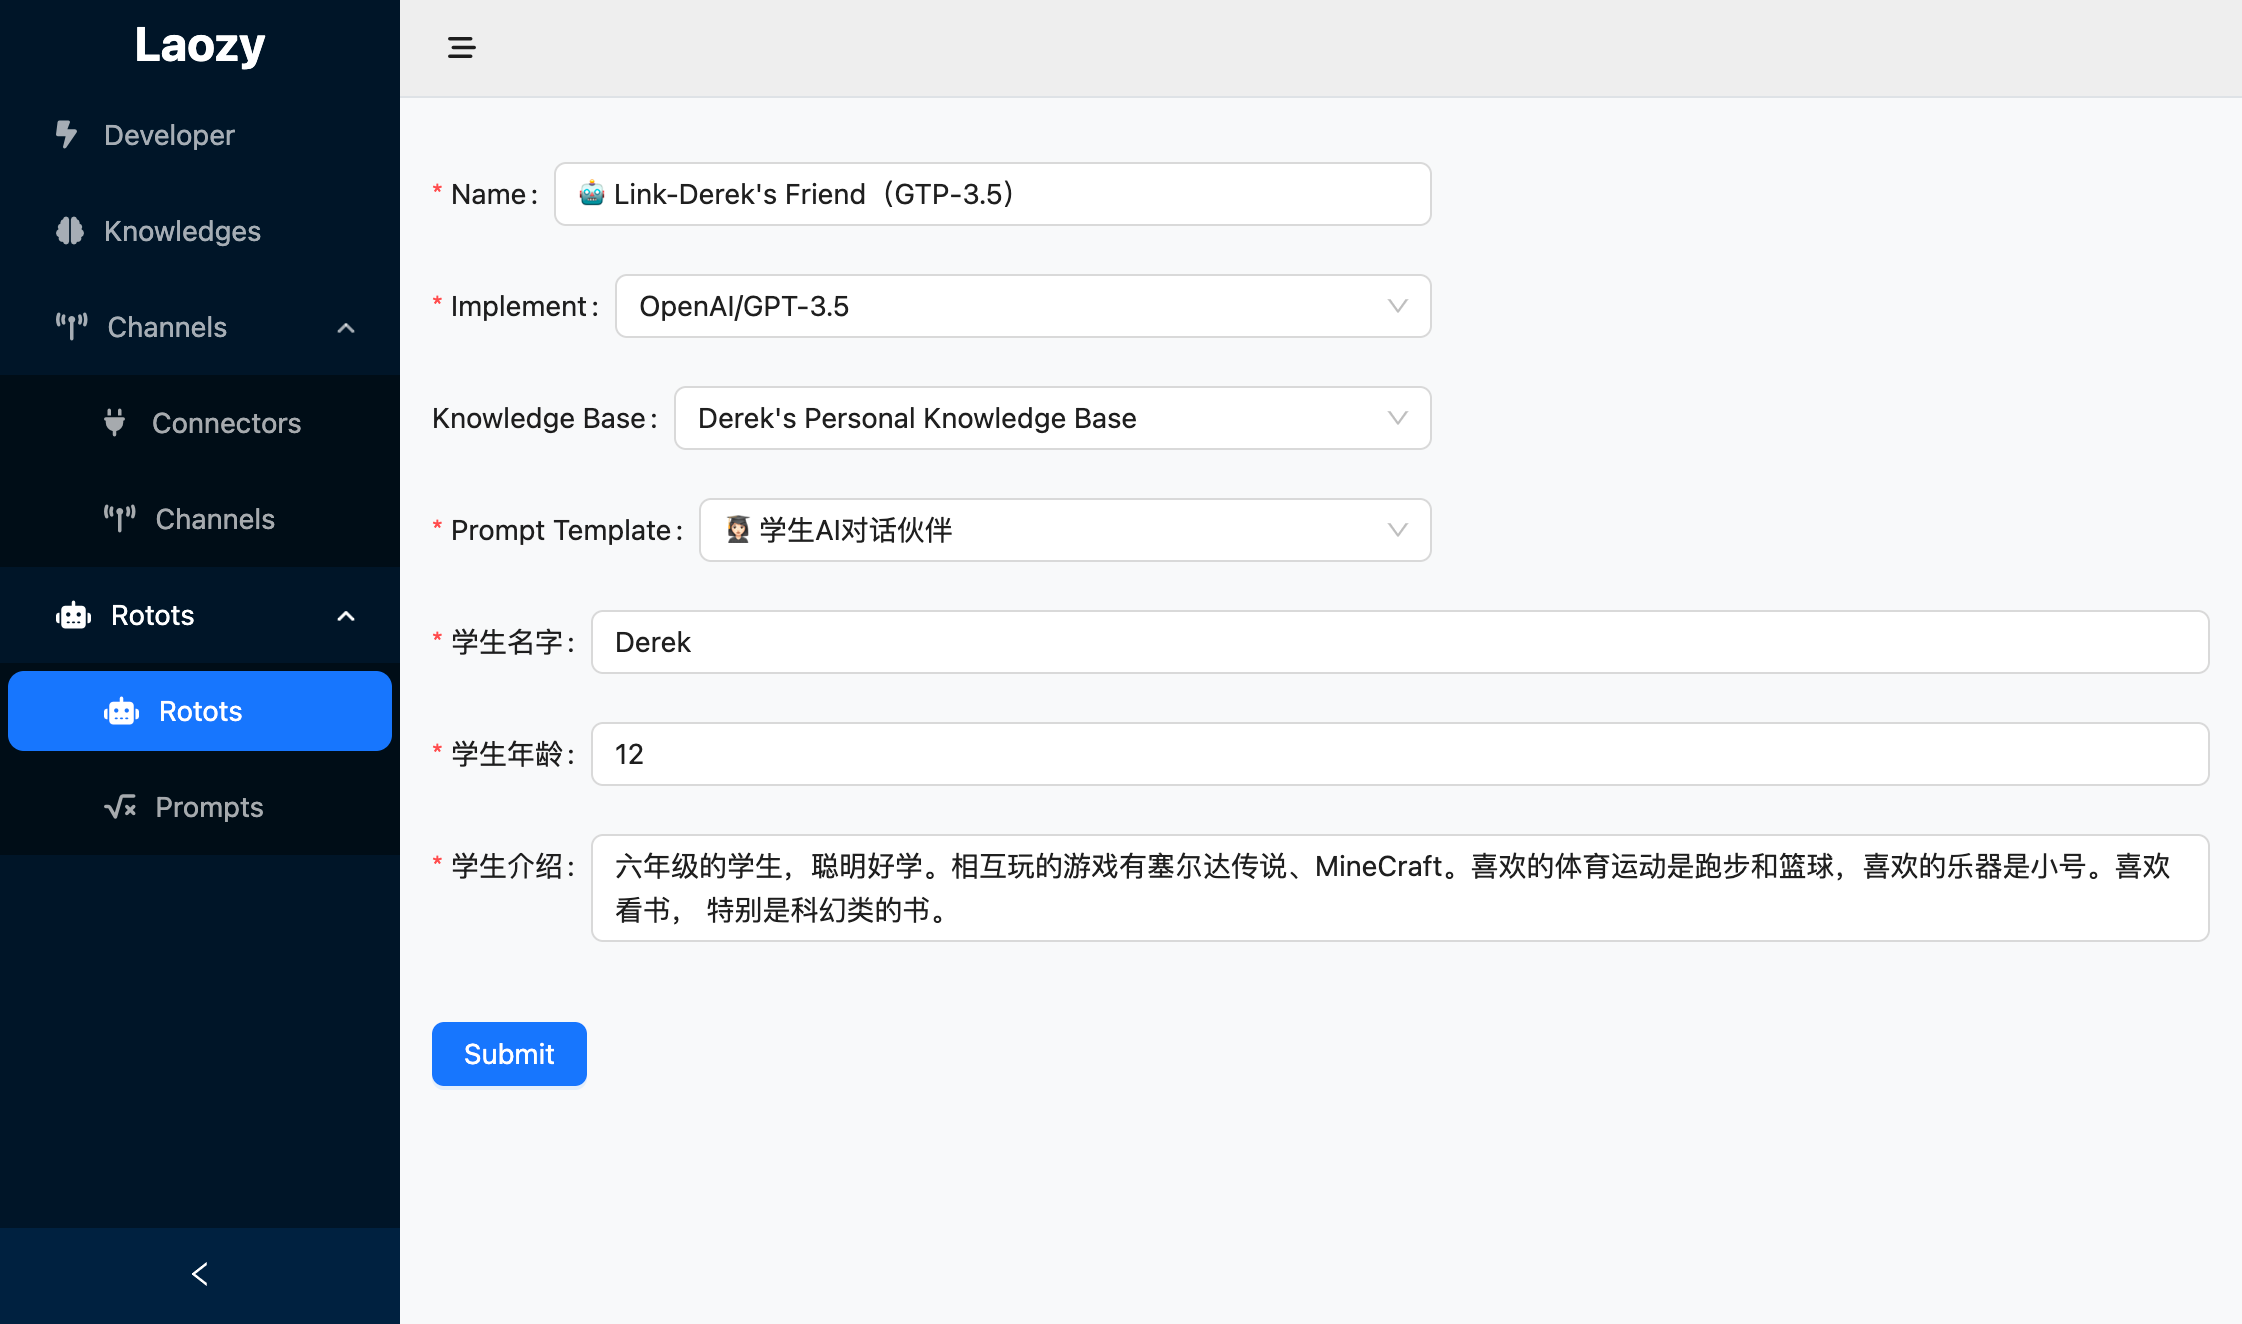 Laozy
Developer
Knowledges
Channels
Connectors
Channels
Rotots
Rotots
Prompts
* Name: 🤖 Link-Derek's Friend（GTP-3.5）
* Implement: OpenAI/GPT-3.5
Knowledge Base: Derek's Personal Knowledge Base
* Prompt Template: 👩🏻‍🎓 学生AI对话伙伴
* 学生名字: Derek
* 学生年龄: 12
* 学生介绍: 六年级的学生，聪明好学。相互玩的游戏有塞尔达传说、MineCraft。喜欢的体育运动是跑步和篮球，喜欢的乐器是小号。喜欢
看书， 特别是科幻类的书。
Submit